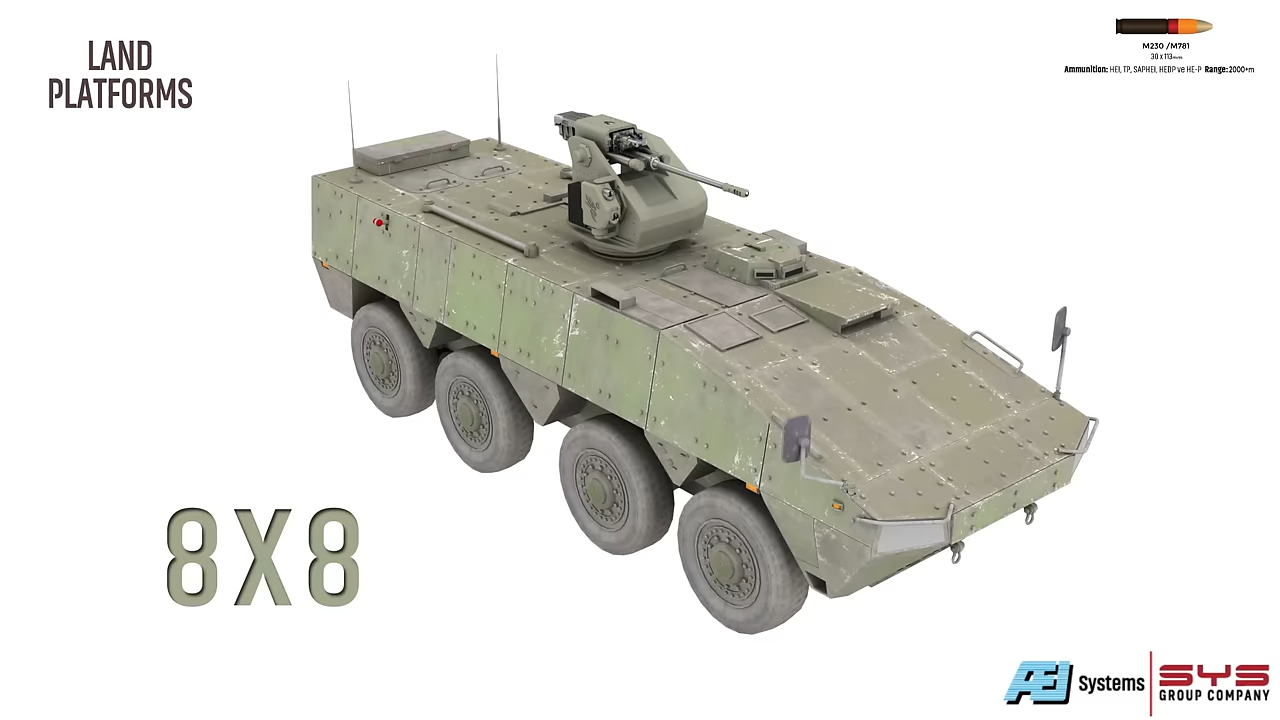 LAND
PLATFORMS
M230 /M781
30 x 113mm
Ammunition: HEI, TP, SAPHEI, HEDP ve HE-P Range:2000+m
8X8
AEI Systems
SYS
GROUP COMPANY